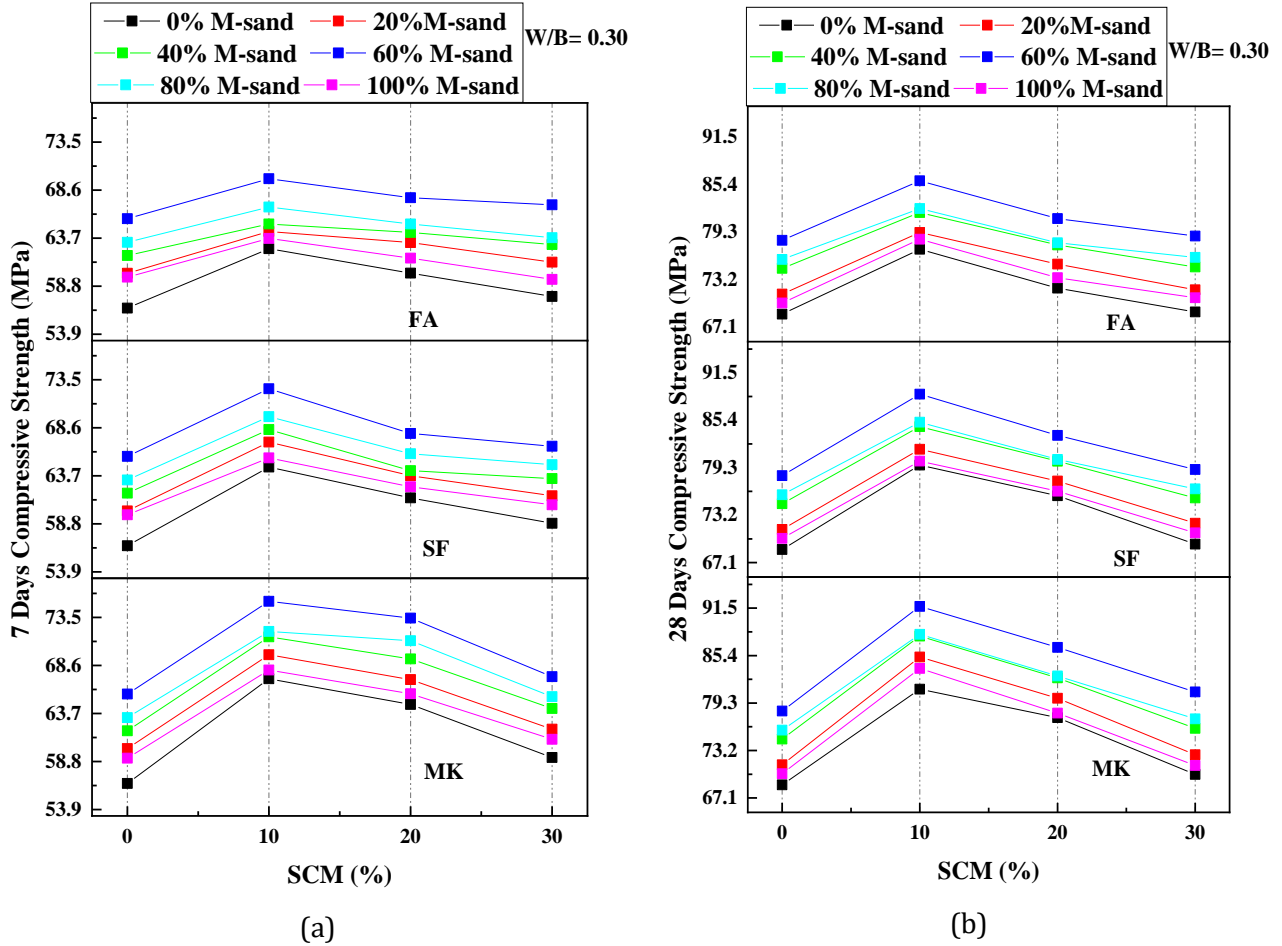 0% M-sand 20%M-sand
40% M-sand 60% M-sand
80% M-sand 100% M-sand
W/B= 0.30
7 Days Compressive Strength (MPa)
73.5
68.6
63.7
58.8
53.9
FA
73.5
68.6
63.7
58.8
53.9
SF
73.5
68.6
63.7
58.8
53.9
MK
0 10 20 30
SCM (%)
(a)
0% M-sand 20%M-sand
40% M-sand 60% M-sand
80% M-sand 100% M-sand
W/B= 0.30
28 Days Compressive Strength (MPa)
91.5
85.4
79.3
73.2
67.1
FA
91.5
85.4
79.3
73.2
67.1
SF
91.5
85.4
79.3
73.2
67.1
MK
0 10 20 30
SCM (%)
(b)